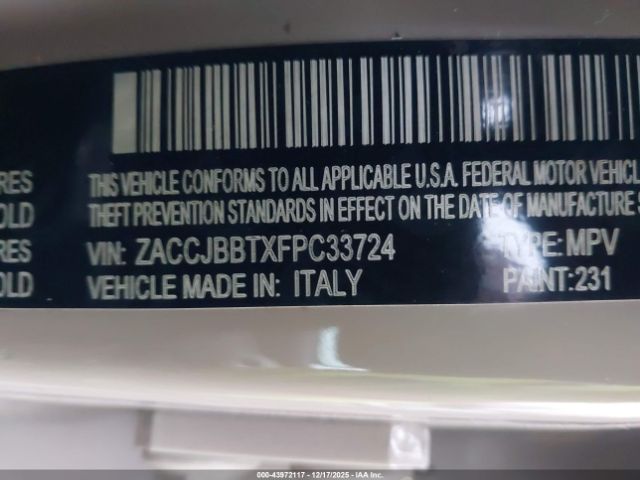 THIS VEHICLE CONFORMS TO ALL APPLICABLE U.S.A. FEDERAL MOTOR VEHICL
THEFT PREVENTION STANDARDS IN EFFECT ON THE DATE OF MANUFACTURE S
RES
OLD
RES
OLD
VIN: ZACCJBBTXFPC33724 TYPE: MPV
VEHICLE MADE IN: ITALY PAINT: 231
000-43972117 - 12/17/2025 - IAA Inc.